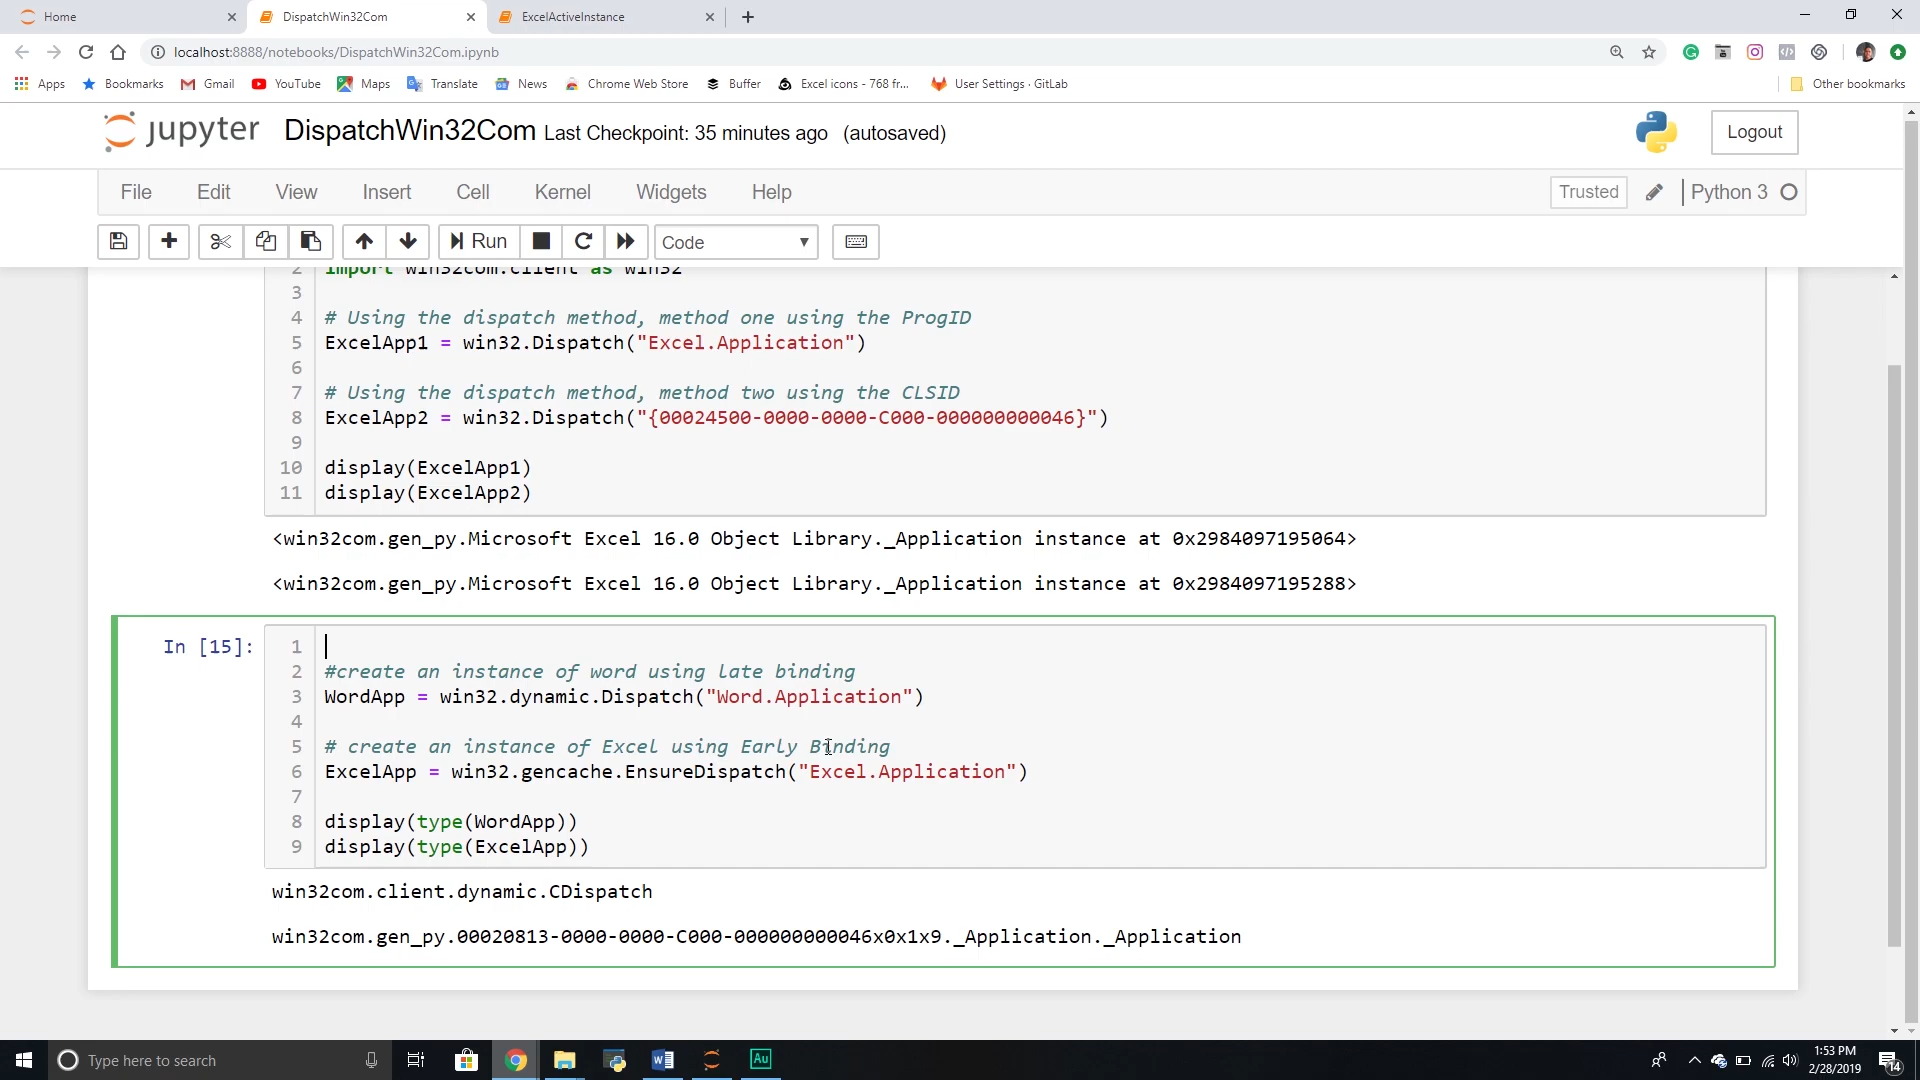 Home
DispatchWin32Com
ExcelActiveInstance
localhost:8888/notebooks/DispatchWin32Com.ipynb
Apps
Bookmarks
Gmail
YouTube
Maps
Translate
News
Chrome Web Store
Buffer
Excel icons - 768 fr...
User Settings · GitLab
Other bookmarks
jupyter DispatchWin32Com Last Checkpoint: 35 minutes ago (autosaved)
Logout
File Edit View Insert Cell Kernel Widgets Help
Trusted
Python 3
Run
Code
2 import win32com.client as win32
3
4 # Using the dispatch method, method one using the ProgID
5 ExcelApp1 = win32.Dispatch("Excel.Application")
6
7 # Using the dispatch method, method two using the CLSID
8 ExcelApp2 = win32.Dispatch("{00024500-0000-0000-C000-000000000046}")
9
10 display(ExcelApp1)
11 display(ExcelApp2)
<win32com.gen_py.Microsoft Excel 16.0 Object Library._Application instance at 0x2984097195064>
<win32com.gen_py.Microsoft Excel 16.0 Object Library._Application instance at 0x2984097195288>
In [15]:
1
2 #create an instance of word using late binding
3 WordApp = win32.dynamic.Dispatch("Word.Application")
4
5 # create an instance of Excel using Early Binding
6 ExcelApp = win32.gencache.EnsureDispatch("Excel.Application")
7
8 display(type(WordApp))
9 display(type(ExcelApp))
win32com.client.dynamic.CDispatch
win32com.gen_py.00020813-0000-0000-C000-000000000046x0x1x9._Application._Application
Type here to search
Au
1:53 PM
2/28/2019
14